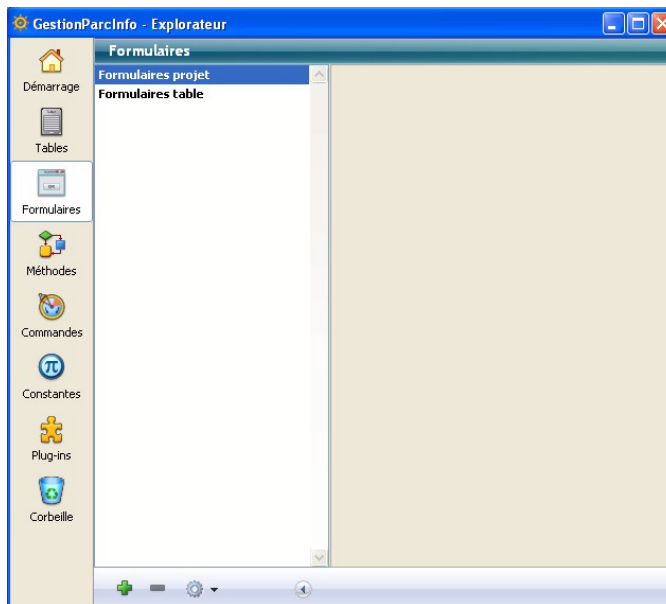 GestionParcInfo - Explorateur
Formulaires
Formulaires projet
Formulaires table
Démarrage
Tables
Formulaires
Méthodes
Commandes
Constantes
Plug-ins
Corbeille